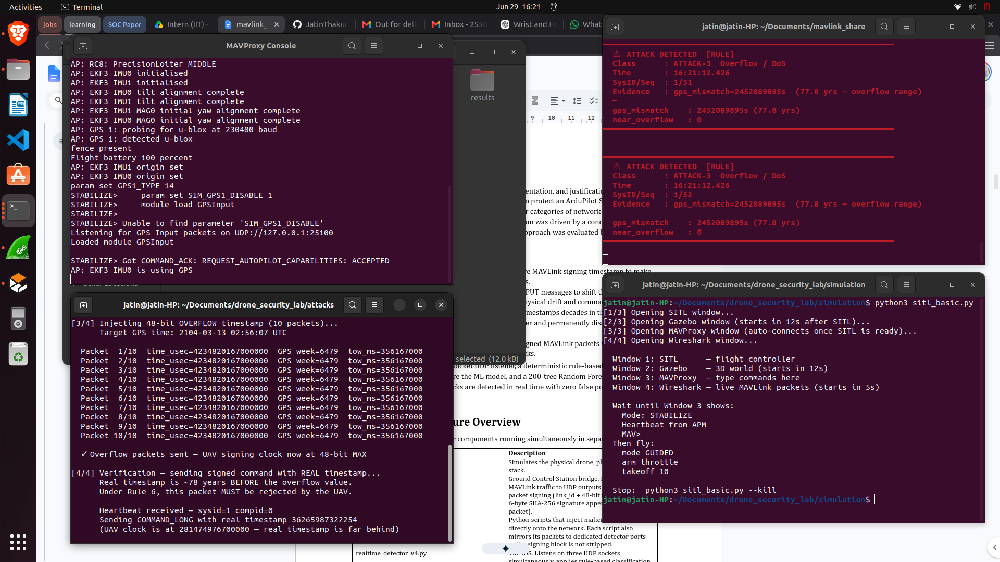 Activities
Terminal
Jun 29 16:21
jobs
learning
SOC Paper
Intern (IIT) -
mavlink_
JatinThakur
Out for deli
Inbox - 2550
Wrist and Fo
What
MAVProxy Console
AP: RC8: PrecisionLoiter MIDDLE
AP: EKF3 IMU0 initialised
AP: EKF3 IMU1 initialised
AP: EKF3 IMU0 tilt alignment complete
AP: EKF3 IMU1 tilt alignment complete
AP: EKF3 IMU1 MAG0 initial yaw alignment complete
AP: EKF3 IMU0 MAG0 initial yaw alignment complete
AP: GPS 1: probing for u-blox at 230400 baud
AP: GPS 1: detected u-blox
fence present
Flight battery 100 percent
AP: EKF3 IMU1 origin set
AP: EKF3 IMU0 origin set
param set GPS1_TYPE 14
STABILIZE>     param set SIM_GPS1_DISABLE 1
STABILIZE>     module load GPSInput
STABILIZE>
STABILIZE> Unable to find parameter 'SIM_GPS1_DISABLE'
Listening for GPS Input packets on UDP://127.0.0.1:25100
Loaded module GPSInput
STABILIZE> Got COMMAND_ACK: REQUEST_AUTOPILOT_CAPABILITIES: ACCEPTED
AP: EKF3 IMU0 is using GPS
results
selected (12.0 kB)
jatin@jatin-HP: ~/Documents/drone_security_lab/attacks
[3/4] Injecting 48-bit OVERFLOW timestamp (10 packets)...
Target GPS time: 2104-03-13 02:56:07 UTC
Packet  1/10  time_usec=4234820167000000  GPS week=6479  tow_ms=356167000
Packet  2/10  time_usec=4234820167000000  GPS week=6479  tow_ms=356167000
Packet  3/10  time_usec=4234820167000000  GPS week=6479  tow_ms=356167000
Packet  4/10  time_usec=4234820167000000  GPS week=6479  tow_ms=356167000
Packet  5/10  time_usec=4234820167000000  GPS week=6479  tow_ms=356167000
Packet  6/10  time_usec=4234820167000000  GPS week=6479  tow_ms=356167000
Packet  7/10  time_usec=4234820167000000  GPS week=6479  tow_ms=356167000
Packet  8/10  time_usec=4234820167000000  GPS week=6479  tow_ms=356167000
Packet  9/10  time_usec=4234820167000000  GPS week=6479  tow_ms=356167000
Packet 10/10  time_usec=4234820167000000  GPS week=6479  tow_ms=356167000
✓ Overflow packets sent — UAV signing clock now at 48-bit MAX
[4/4] Verification — sending signed command with REAL timestamp...
Real timestamp is ~78 years BEFORE the overflow value.
Under Rule 6, this packet MUST be rejected by the UAV.
Heartbeat received — sysid=1 compid=0
Sending COMMAND_LONG with real timestamp 36265987322254
(UAV clock is at 281474976700000 — real timestamp is far behind)
9 10 11 12
entation, and justificatio
o protect an ArduPilot S
r categories of network-
on was driven by a conc
pproach was evaluated b
re MAVLink signing timestamp to make
s.
PUT messages to shift th
hysical drift and comma
mestamps decades in th
er and permanently disa
igned MAVLink packets
cks.
socket UDP listener, a deterministic rule-based
re the ML model, and a 200-tree Random Fore
cks are detected in real time with zero false po
ure Overview
r components running simultaneously in separ
Description
Simulates the physical drone, ph
stack.
Ground Control Station bridge.
MAVLink traffic to UDP outputs
packet signing (link_id + 48-bit
6-byte SHA-256 signature appen
packet).
Python scripts that inject malici
directly onto the network. Each script also
mirrors its packets to dedicated detector ports
signing block is not stripped.
realtime_detector_v4.py
The IDS. Listens on three UDP sockets
simultaneously, applies rule-based classification
jatin@jatin-HP: ~/Documents/mavlink_share
⚠ ATTACK DETECTED  [RULE]
Class      : ATTACK-3  Overflow / DoS
Time       : 16:21:12.426
SysID/Seq  : 1/51
Evidence   : gps_mismatch=2452089895s  (77.8 yrs — overflow range)
—
gps_mismatch    : 2452089895s (77.8 yrs)
near_overflow   : 0
⚠ ATTACK DETECTED  [RULE]
Class      : ATTACK-3  Overflow / DoS
Time       : 16:21:12.426
SysID/Seq  : 1/52
Evidence   : gps_mismatch=2452089895s  (77.8 yrs — overflow range)
—
gps_mismatch    : 2452089895s (77.8 yrs)
near_overflow   : 0
jatin@jatin-HP: ~/Documents/drone_security_lab/simulation
jatin@jatin-HP:~/Documents/drone_security_lab/simulation$ python3 sitl_basic.py
[1/3] Opening SITL window...
[2/3] Opening Gazebo window (starts in 12s after SITL)...
[3/3] Opening MAVProxy window (auto-connects once SITL is ready)...
[4/4] Opening Wireshark window...
Window 1: SITL      — flight controller
Window 2: Gazebo    — 3D world (starts in 12s)
Window 3: MAVProxy  — type commands here
Window 4: Wireshark — live MAVLink packets (starts in 5s)
Wait until Window 3 shows:
Mode: STABILIZE
Heartbeat from APM
MAV>
Then fly:
mode GUIDED
arm throttle
takeoff 10
Stop:  python3 sitl_basic.py --kill
jatin@jatin-HP:~/Documents/drone_security_lab/simulation$